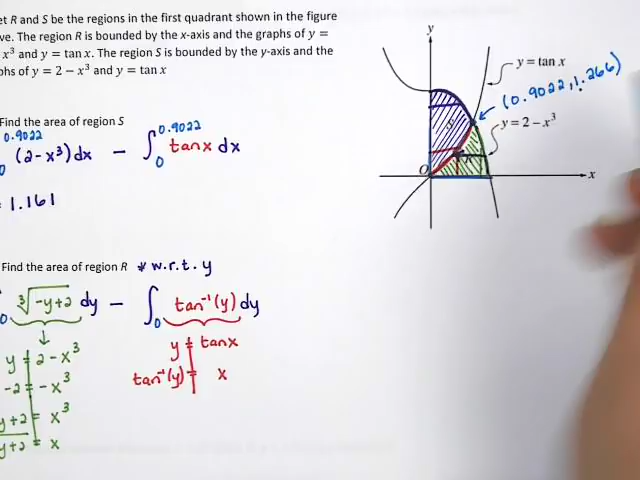 et R and S be the regions in the first quadrant shown in the figure
ve. The region R is bounded by the x-axis and the graphs of y =
x³ and y = tan x. The region S is bounded by the y-axis and the
phs of y = 2 − x³ and y = tan x
Find the area of region S
0.9022
0 (2-x³)dx − ∫ 0.9022 0 tanx dx
= 1.161
Find the area of region R * w.r.t. y
0 ∛-y+2 dy − ∫ 0 tan⁻¹(y) dy
y = 2-x³
-2 = -x³
y+2 = x³
y+2 = x
y = tanx
tan⁻¹(y) = x
y
y = tan x
(0.9022, 1.266)
y = 2 − x³
S
R
O
x